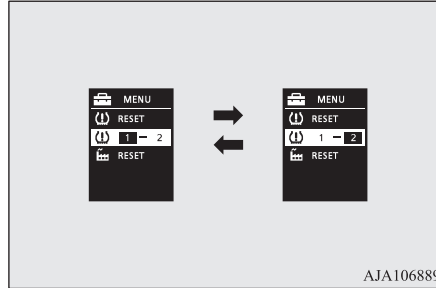 MENU
RESET
1 – 2
RESET
MENU
RESET
1 – 2
RESET
AJA106889